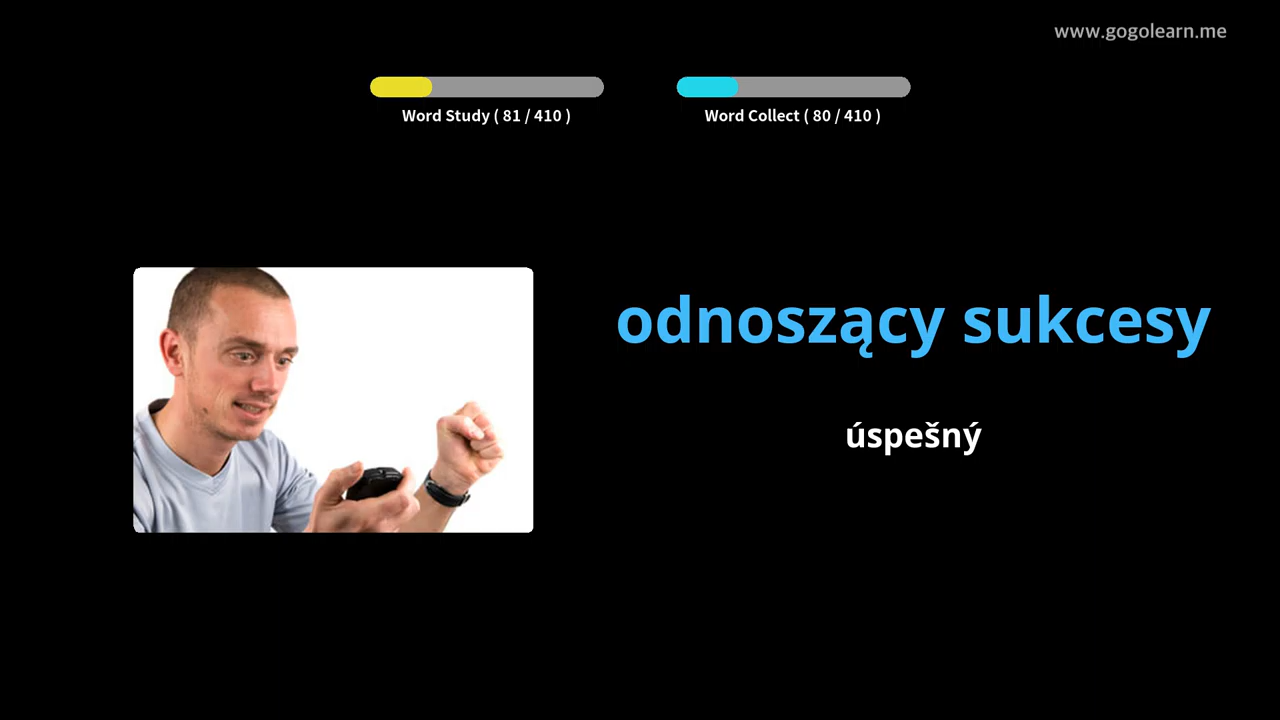 www.gogolearn.me
Word Study ( 81 / 410 )
Word Collect ( 80 / 410 )
odnoszący sukcesy
úspešný